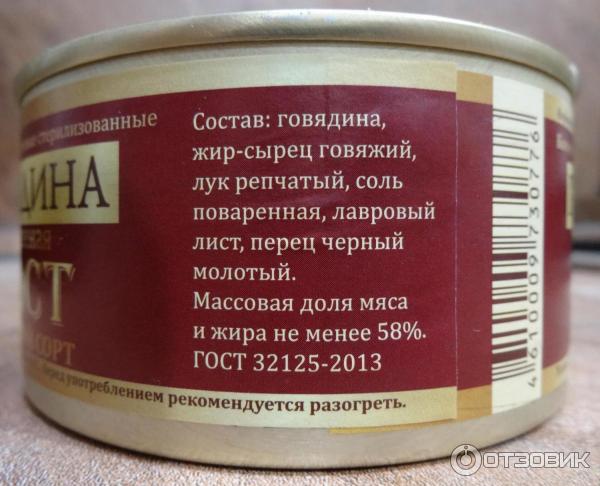 стерилизованные
ДИНА
СТ
СОРТ
Состав: говядина,
жир-сырец говяжий,
лук репчатый, соль
поваренная, лавровый
лист, перец черный
молотый.
Массовая доля мяса
и жира не менее 58%.
ГОСТ 32125-2013
перед употреблением рекомендуется разогреть.
4610009730776
ОТЗОВИК